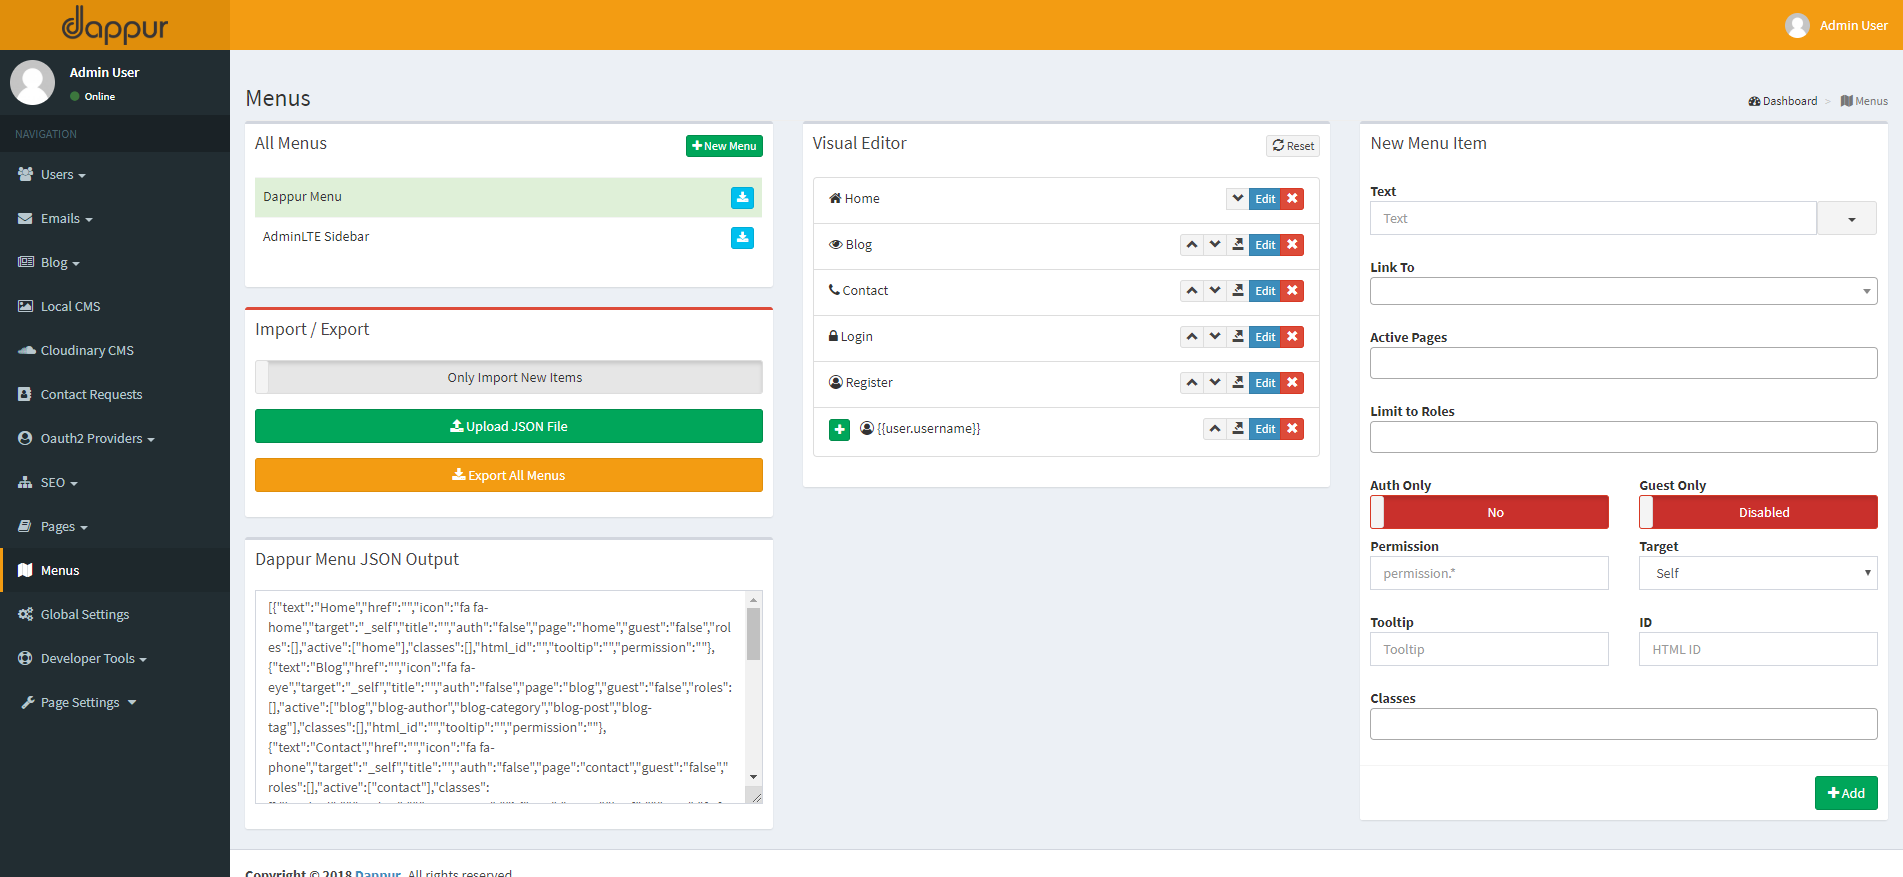 dappur
Admin User
Admin User
Online
NAVIGATION
Users
Emails
Blog
Local CMS
Cloudinary CMS
Contact Requests
Oauth2 Providers
SEO
Pages
Menus
Global Settings
Developer Tools
Page Settings
Menus
Dashboard > Menus
All Menus
New Menu
Dappur Menu
AdminLTE Sidebar
Import / Export
Only Import New Items
Upload JSON File
Export All Menus
Dappur Menu JSON Output
[{"text":"Home","href":"","icon":"fa fa-
home","target":"_self","title":"","auth":"false","page":"home","guest":"false","rol
es":[],"active":["home"],"classes":[],"html_id":"","tooltip":"","permission":""},
{"text":"Blog","href":"","icon":"fa fa-
eye","target":"_self","title":"","auth":"false","page":"blog","guest":"false","roles":
[],"active":["blog","blog-author","blog-category","blog-post","blog-
tag"],"classes":[],"html_id":"","tooltip":"","permission":""},
{"text":"Contact","href":"","icon":"fa fa-
phone","target":"_self","title":"","auth":"false","page":"contact","guest":"false","
roles":[],"active":["contact"],"classes":
Visual Editor
Reset
Home
Edit
Blog
Edit
Contact
Edit
Login
Edit
Register
Edit
{{user.username}}
Edit
New Menu Item
Text
Text
Link To
Active Pages
Limit to Roles
Auth Only
Guest Only
No
Disabled
Permission
Target
permission.*
Self
Tooltip
ID
Tooltip
HTML ID
Classes
Add
Copyright © 2018 Dappur. All rights reserved